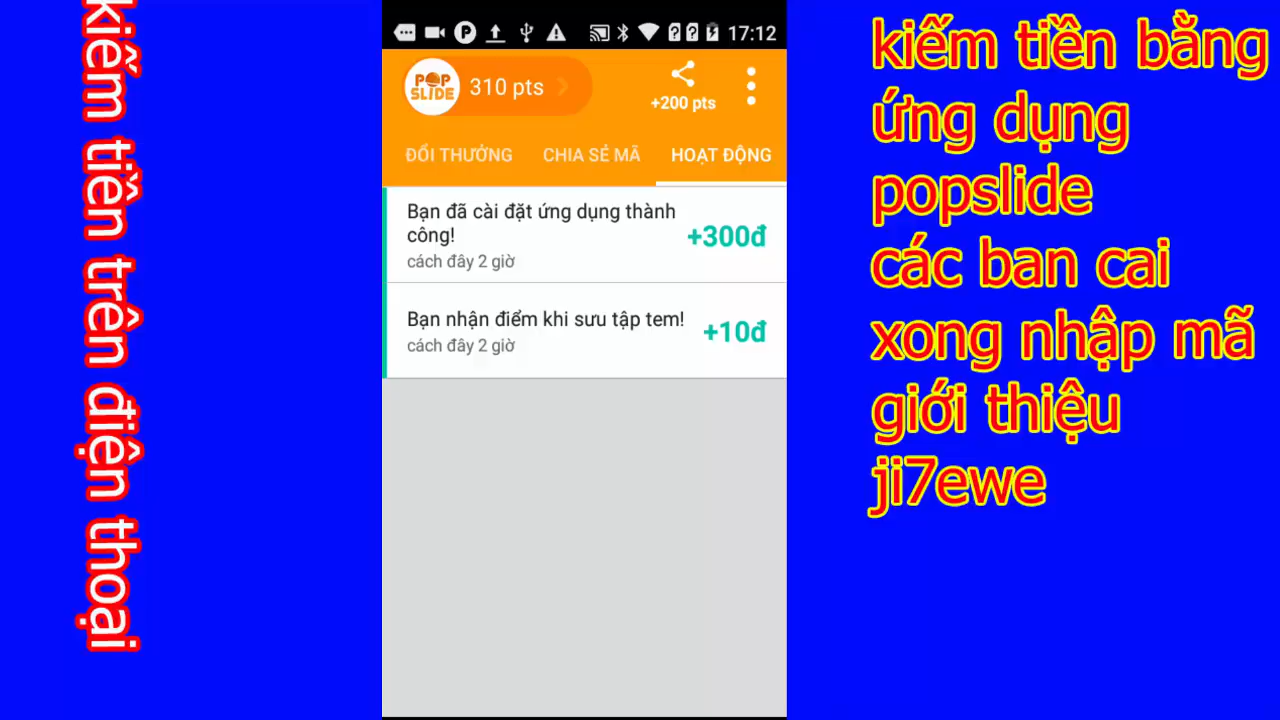 kiếm tiền trên điện thoại
17:12
POP
SLIDE
310 pts
+200 pts
ĐỔI THƯỞNG CHIA SẺ MÃ HOẠT ĐỘNG
Bạn đã cài đặt ứng dụng thành
công!
+300đ
cách đây 2 giờ
Bạn nhận điểm khi sưu tập tem!
+10đ
cách đây 2 giờ
kiếm tiền bằng
ứng dụng
popslide
các ban cai
xong nhập mã
giới thiệu
ji7ewe